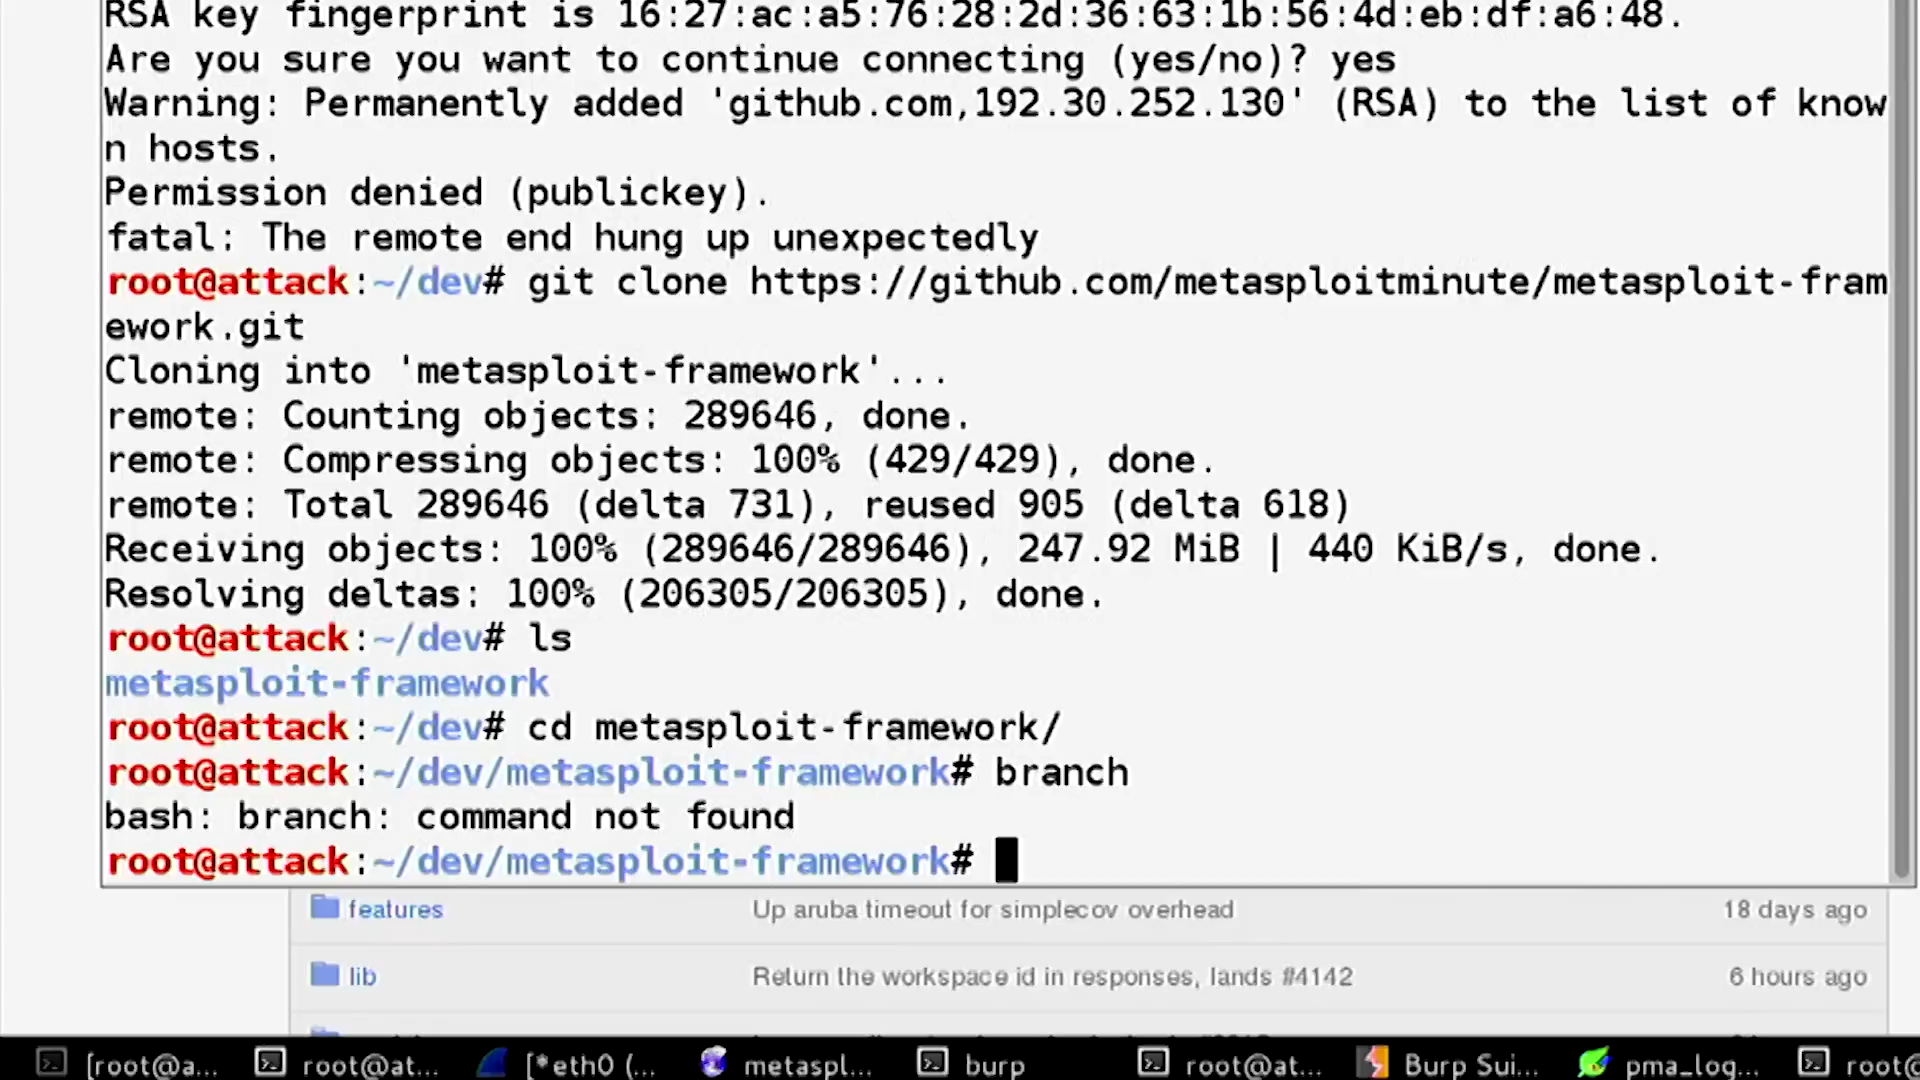 RSA key fingerprint is 16:27:ac:a5:76:28:2d:36:63:1b:56:4d:eb:df:a6:48.
Are you sure you want to continue connecting (yes/no)? yes
Warning: Permanently added 'github.com,192.30.252.130' (RSA) to the list of know
n hosts.
Permission denied (publickey).
fatal: The remote end hung up unexpectedly
root@attack:~/dev# git clone https://github.com/metasploitminute/metasploit-fram
ework.git
Cloning into 'metasploit-framework'...
remote: Counting objects: 289646, done.
remote: Compressing objects: 100% (429/429), done.
remote: Total 289646 (delta 731), reused 905 (delta 618)
Receiving objects: 100% (289646/289646), 247.92 MiB | 440 KiB/s, done.
Resolving deltas: 100% (206305/206305), done.
root@attack:~/dev# ls
metasploit-framework
root@attack:~/dev# cd metasploit-framework/
root@attack:~/dev/metasploit-framework# branch
bash: branch: command not found
root@attack:~/dev/metasploit-framework#
features Up aruba timeout for simplecov overhead 18 days ago
lib Return the workspace id in responses, lands #4142 6 hours ago
[root@a... root@at... [*eth0 (... metaspl... burp root@at... Burp Sui... pma_log... root@